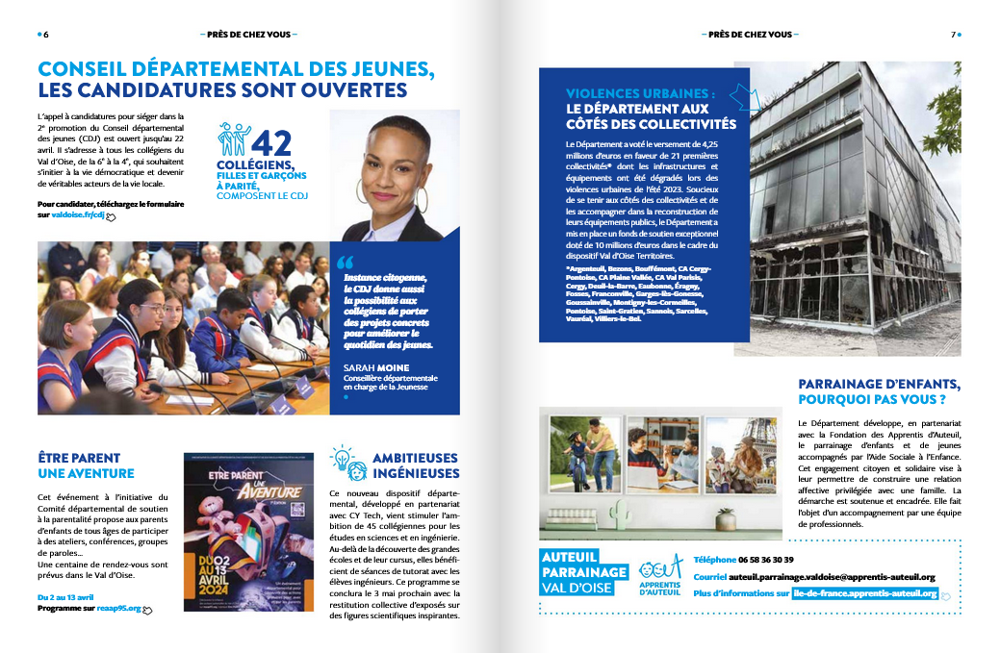 6
– PRÈS DE CHEZ VOUS –
CONSEIL DÉPARTEMENTAL DES JEUNES,
LES CANDIDATURES SONT OUVERTES
L'appel à candidatures pour siéger dans la
2e promotion du Conseil départemental
des jeunes (CDJ) est ouvert jusqu'au 22
avril. Il s'adresse à tous les collégiens du
Val d'Oise, de la 6e à la 4e, qui souhaitent
s'initier à la vie démocratique et devenir
de véritables acteurs de la vie locale.
Pour candidater, téléchargez le formulaire
sur valdoise.fr/cdj
42
COLLÉGIENS,
FILLES ET GARÇONS
À PARITÉ,
COMPOSENT LE CDJ
“
Instance citoyenne,
le CDJ donne aussi
la possibilité aux
collégiens de porter
des projets concrets
pour améliorer le
quotidien des jeunes.
SARAH MOINE
Conseillère départementale
en charge de la Jeunesse
ÊTRE PARENT
UNE AVENTURE
Cet événement à l'initiative du
Comité départemental de soutien
à la parentalité propose aux parents
d'enfants de tous âges de participer
à des ateliers, conférences, groupes
de paroles...
Une centaine de rendez-vous sont
prévus dans le Val d'Oise.
Du 2 au 13 avril
Programme sur reaap95.org
ETRE PARENT
UNE
AVENTURE
DU 02
AU 13
AVRIL
2024
AMBITIEUSES
INGÉNIEUSES
Ce nouveau dispositif départe-
mental, développé en partenariat
avec CY Tech, vient stimuler l'am-
bition de 45 collégiennes pour les
études en sciences et en ingénierie.
Au-delà de la découverte des grandes
écoles et de leur cursus, elles bénéfi-
cient de séances de tutorat avec les
élèves ingénieurs. Ce programme se
conclura le 3 mai prochain avec la
restitution collective d'exposés sur
des figures scientifiques inspirantes.
– PRÈS DE CHEZ VOUS –
7
VIOLENCES URBAINES :
LE DÉPARTEMENT AUX
CÔTÉS DES COLLECTIVITÉS
Le Département a voté le versement de 4,25
millions d'euros en faveur de 21 premières
collectivités* dont les infrastructures et
équipements ont été dégradés lors des
violences urbaines de l'été 2023. Soucieux
de se tenir aux côtés des collectivités et de
les accompagner dans la reconstruction de
leurs équipements publics, le Département a
mis en place un fonds de soutien exceptionnel
doté de 10 millions d'euros dans le cadre du
dispositif Val d'Oise Territoires.
*Argenteuil, Bezons, Bouffémont, CA Cergy-
Pontoise, CA Plaine Vallée, CA Val Parisis,
Cergy, Deuil-la-Barre, Eaubonne, Éragny,
Fosses, Franconville, Garges-lès-Gonesse,
Goussainville, Montigny-les-Cormeilles,
Pontoise, Saint-Gratien, Sannois, Sarcelles,
Vauréal, Villiers-le-Bel.
PARRAINAGE D'ENFANTS,
POURQUOI PAS VOUS ?
Le Département développe, en partenariat
avec la Fondation des Apprentis d'Auteuil,
le parrainage d'enfants et de jeunes
accompagnés par l'Aide Sociale à l'Enfance.
Cet engagement citoyen et solidaire vise à
leur permettre de construire une relation
affective privilégiée avec une famille. La
démarche est soutenue et encadrée. Elle fait
l'objet d'un accompagnement par une équipe
de professionnels.
AUTEUIL
PARRAINAGE
VAL D'OISE
APPRENTIS
D'AUTEUIL
Téléphone 06 58 36 30 39
Courriel auteuil.parrainage.valdoise@apprentis-auteuil.org
Plus d'informations sur ile-de-france.apprentis-auteuil.org